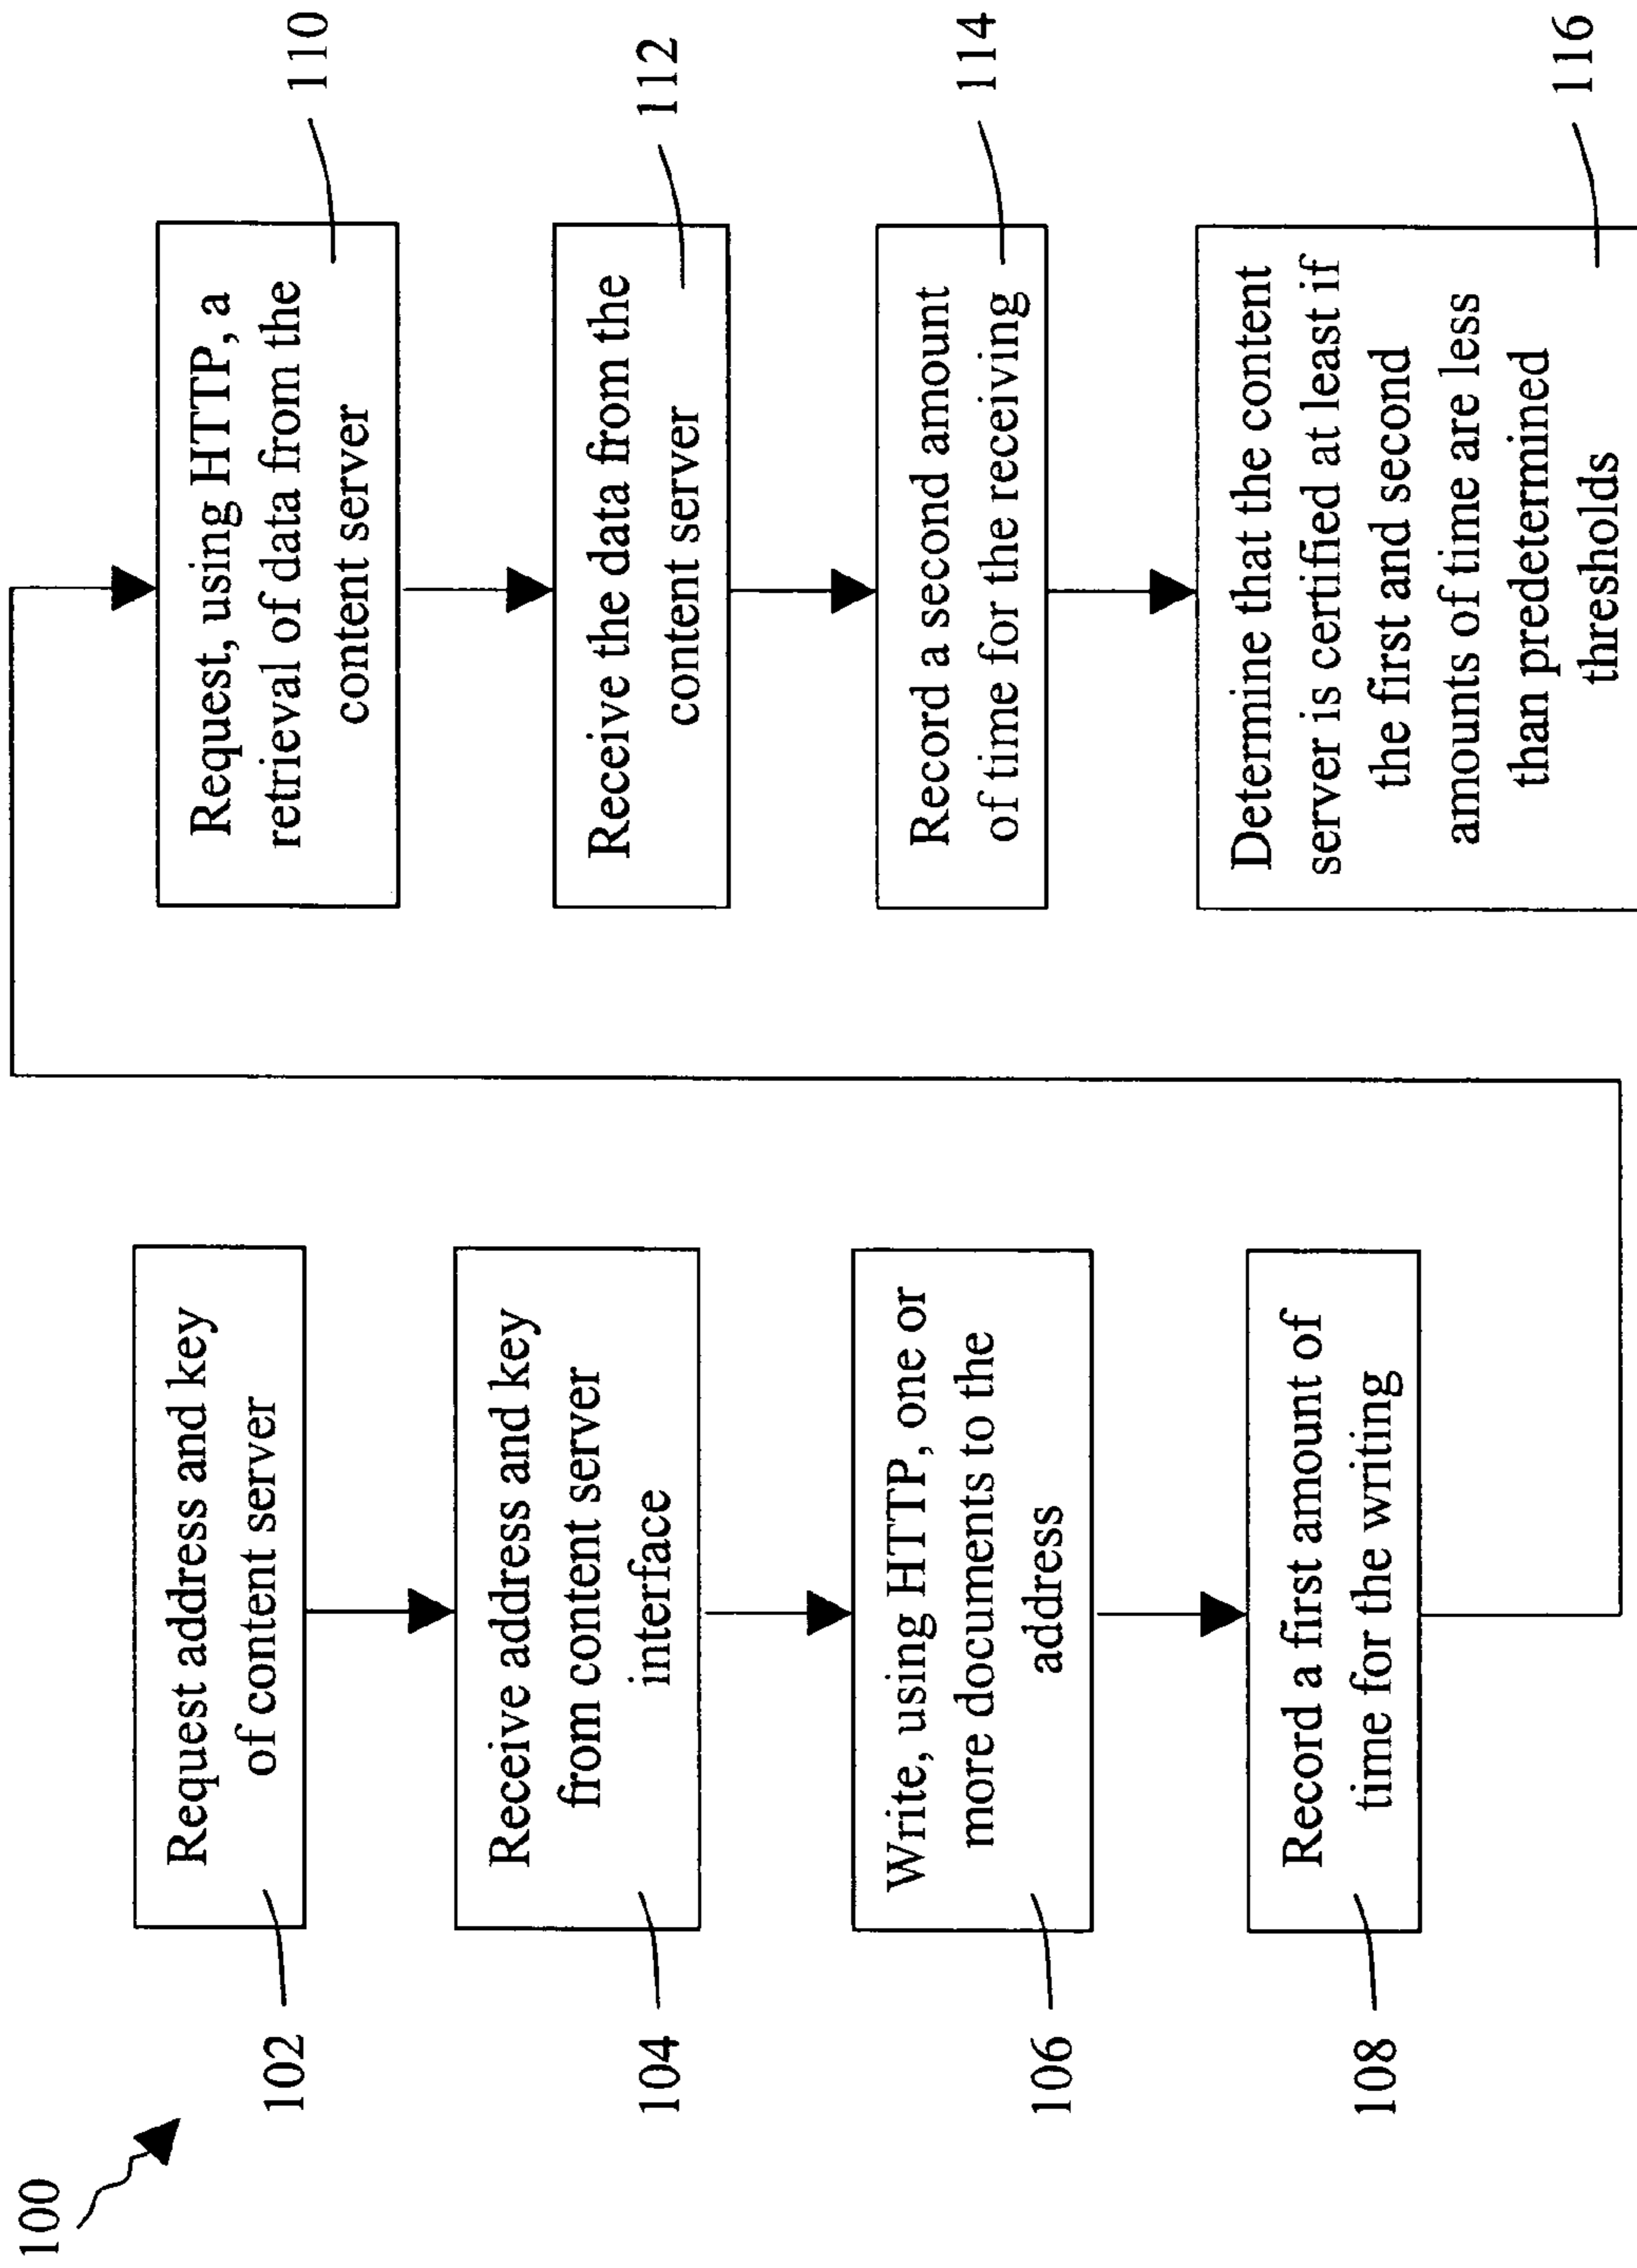 100
102
Request address and key
of content server
104
Receive address and key
from content server
interface
106
Write, using HTTP, one or
more documents to the
address
108
Record a first amount of
time for the writing
Request, using HTTP, a
retrieval of data from the
content server
110
Receive the data from the
content server
112
Record a second amount
of time for the receiving
114
Determine that the content
server is certified at least if
the first and second
amounts of time are less
than predetermined
thresholds
116